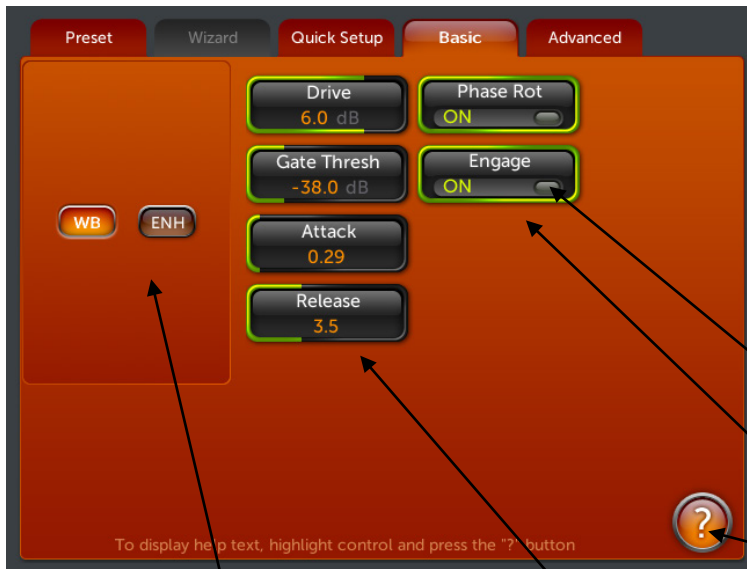 Preset Wizard Quick Setup Basic Advanced
Drive
6.0 dB
Phase Rot
ON
Gate Thresh
-38.0 dB
Engage
ON
WB ENH
Attack
0.29
Release
3.5
?
To display help text, highlight control and press the "?" button